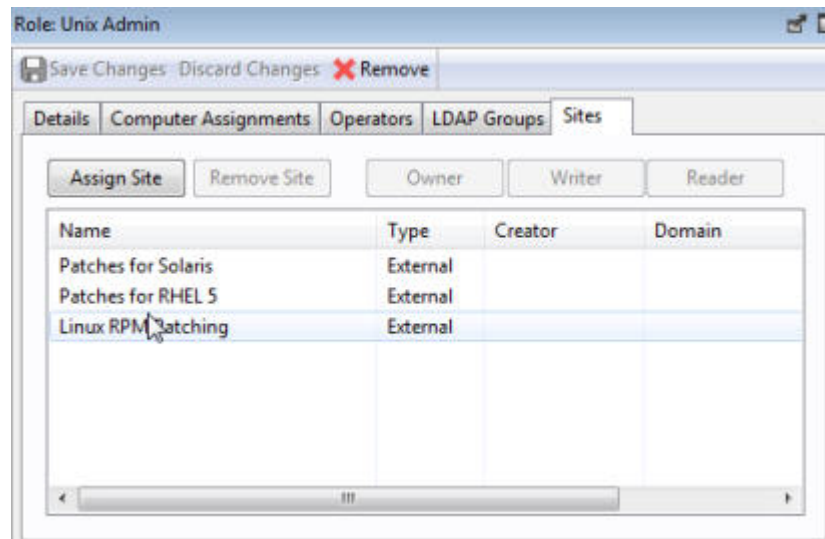 Role: Unix Admin
Save Changes Discard Changes Remove
Details Computer Assignments Operators LDAP Groups Sites
Assign Site Remove Site Owner Writer Reader
Name Type Creator Domain
Patches for Solaris External
Patches for RHEL 5 External
Linux RPM Patching External